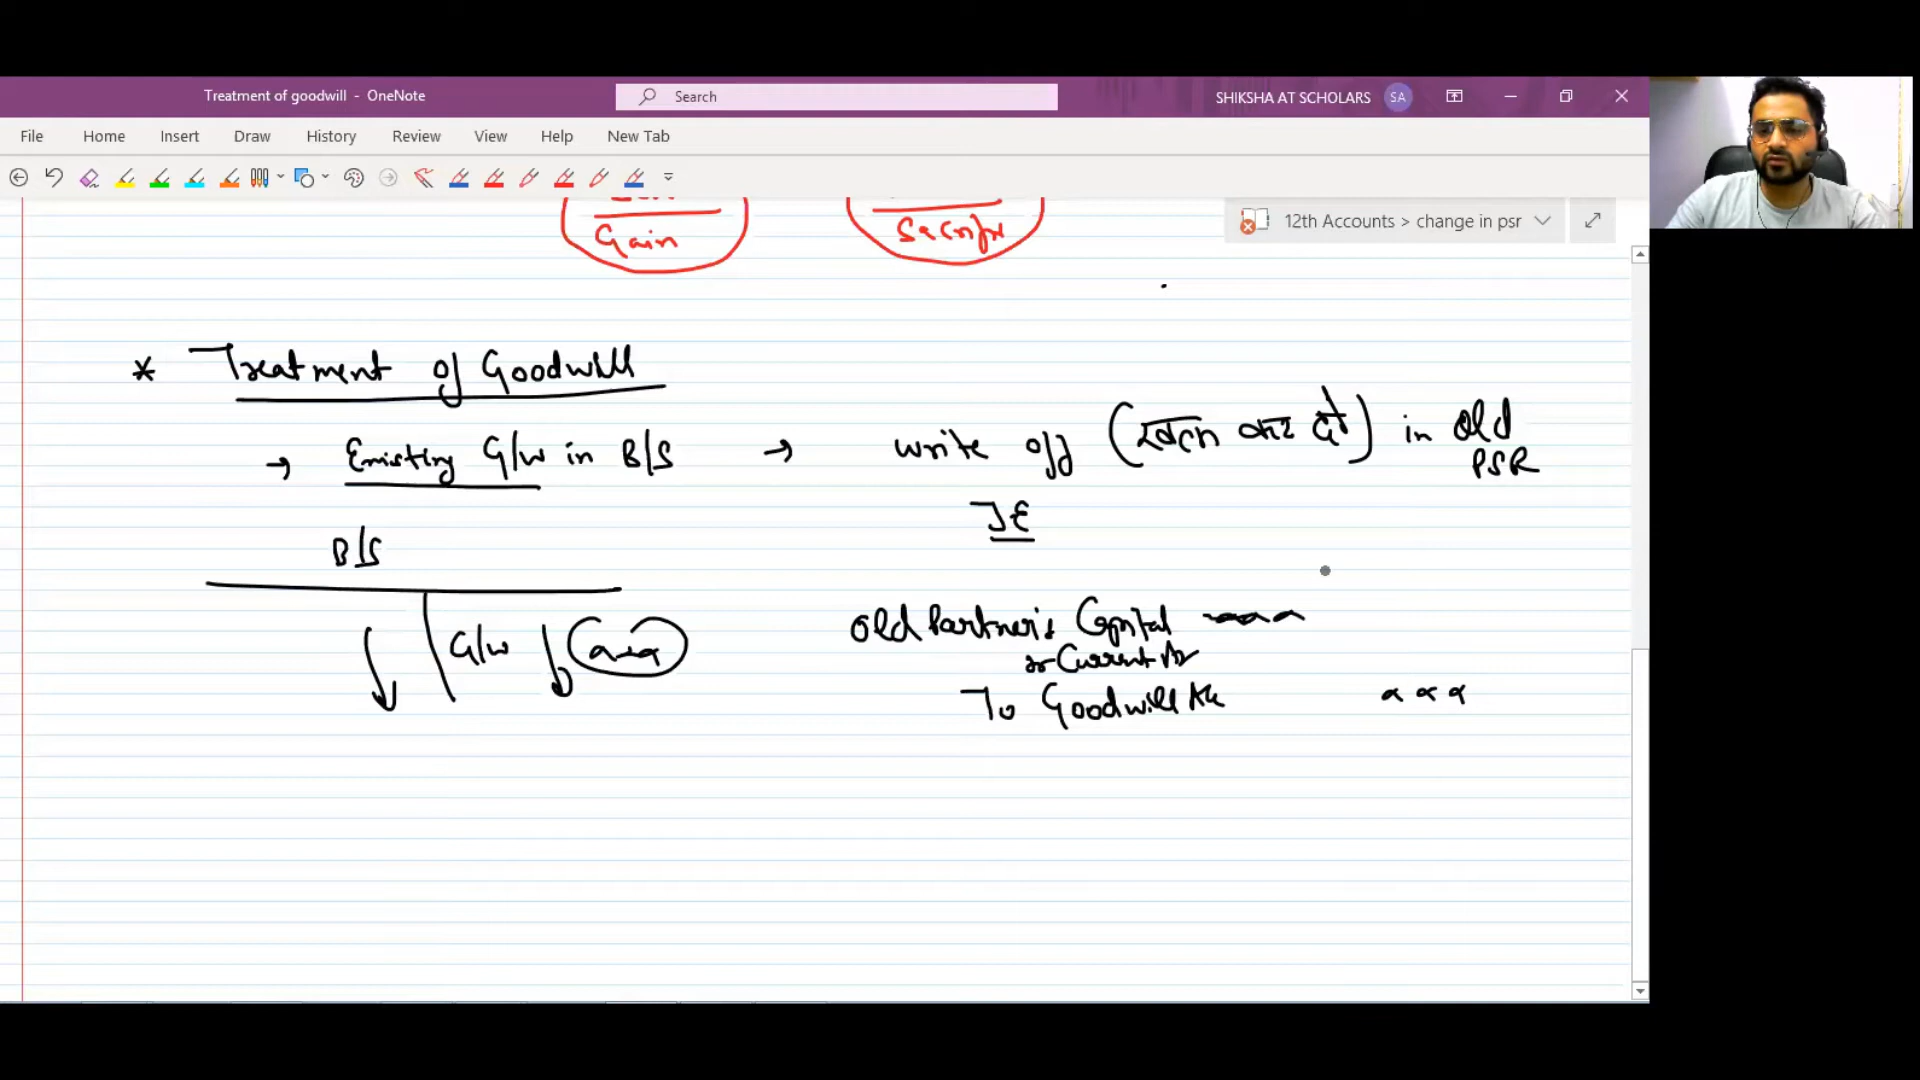 Treatment of goodwill - OneNote
Search
SHIKSHA AT SCHOLARS SA
File Home Insert Draw History Review View Help New Tab
12th Accounts > change in psr
Gain
* Treatment of Goodwill
→ Existing G/w in B/S → write off (खत्म कर दो) in old PSR
JE
B/S
G/w
Old Partner's Capital
or Current A/c
To Goodwill A/c x x x